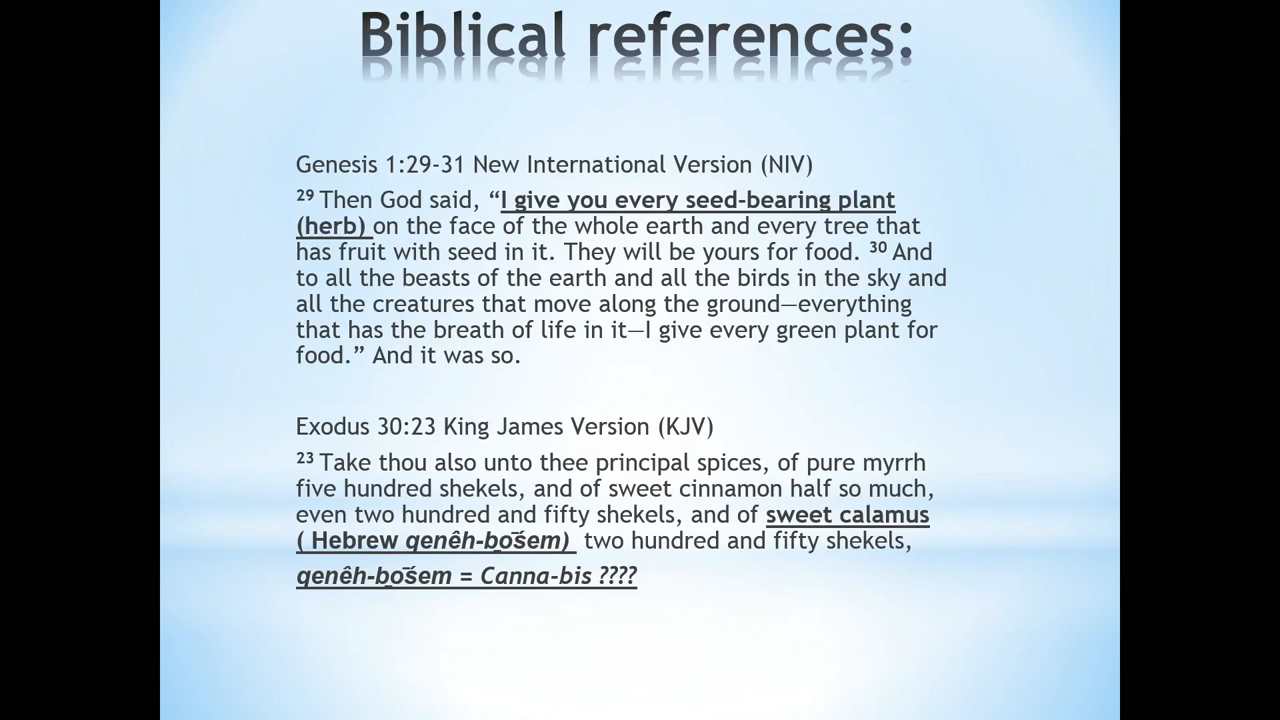 Biblical references:
Genesis 1:29-31 New International Version (NIV)
29 Then God said, “I give you every seed-bearing plant
(herb) on the face of the whole earth and every tree that
has fruit with seed in it. They will be yours for food. 30 And
to all the beasts of the earth and all the birds in the sky and
all the creatures that move along the ground—everything
that has the breath of life in it—I give every green plant for
food.” And it was so.
Exodus 30:23 King James Version (KJV)
23 Take thou also unto thee principal spices, of pure myrrh
five hundred shekels, and of sweet cinnamon half so much,
even two hundred and fifty shekels, and of sweet calamus
( Hebrew qenêh-ḇōśem) two hundred and fifty shekels,
qenêh-ḇōśem = Canna-bis ????